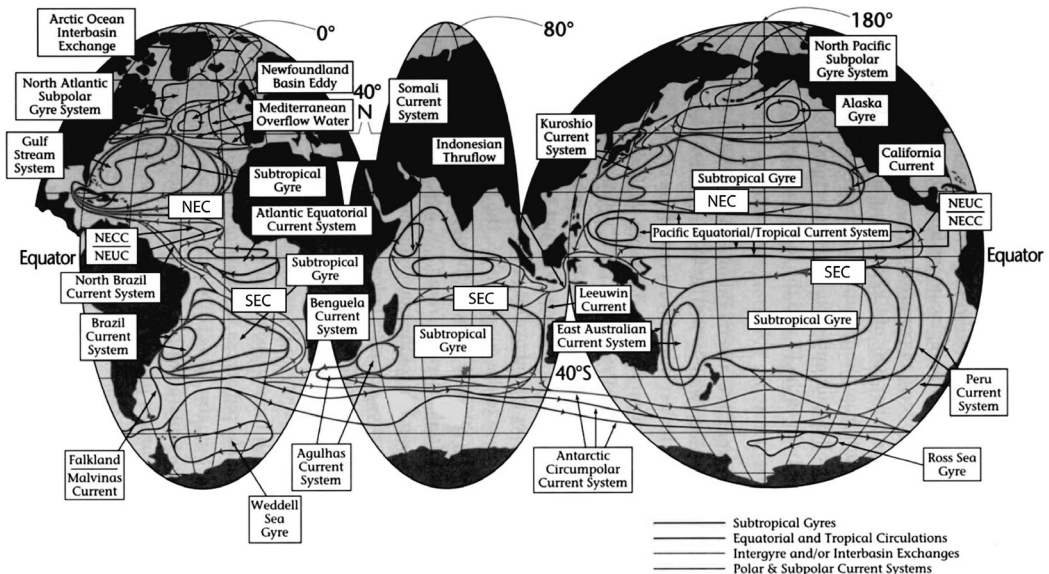 Arctic Ocean
Interbasin
Exchange
0°
80°
180°
North Atlantic
Subpolar
Gyre System
Newfoundland
Basin Eddy
Mediterranean
Overflow Water
40°
N
Somali
Current
System
North Pacific
Subpolar
Gyre System
Alaska
Gyre
Gulf
Stream
System
Kuroshio
Current
System
Indonesian
Thruflow
California
Current
Subtropical
Gyre
Subtropical Gyre
NEC
NEC
NEUC
NECC
Atlantic Equatorial
Current System
Pacific Equatorial/Tropical Current System
NECC
NEUC
Equator
Equator
North Brazil
Current System
Subtropical
Gyre
SEC
SEC
SEC
Benguela
Current
System
Leeuwin
Current
Brazil
Current
System
Subtropical
Gyre
East Australian
Current System
Subtropical Gyre
40°S
Peru
Current
System
Falkland
Malvinas
Current
Weddell
Sea
Gyre
Agulhas
Current
System
Antarctic
Circumpolar
Current System
Ross Sea
Gyre
Subtropical Gyres
Equatorial and Tropical Circulations
Intergyre and/or Interbasin Exchanges
Polar & Subpolar Current Systems